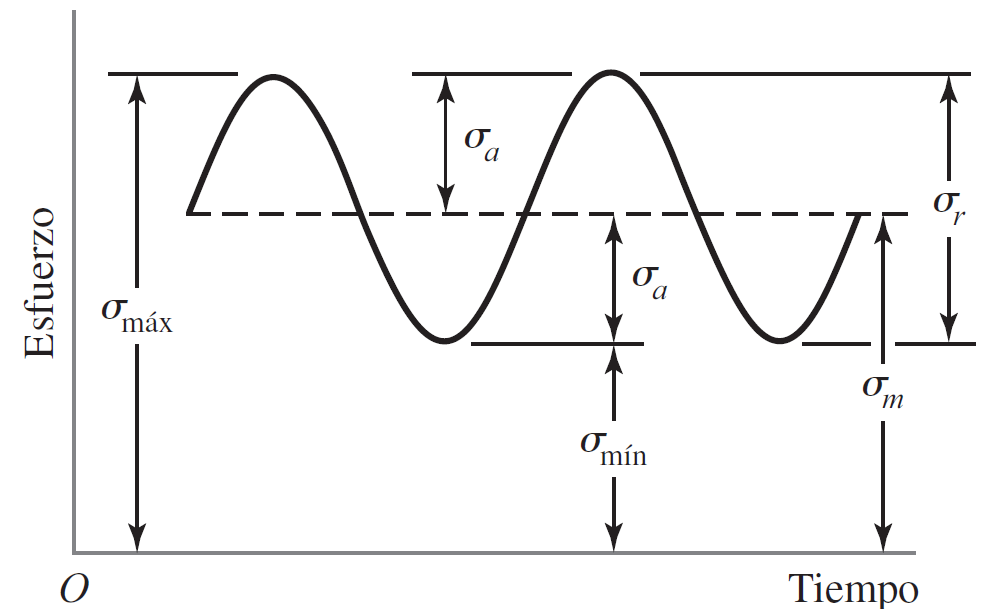 σa
σr
σa
Esfuerzo
σmáx
σm
σmín
O
Tiempo